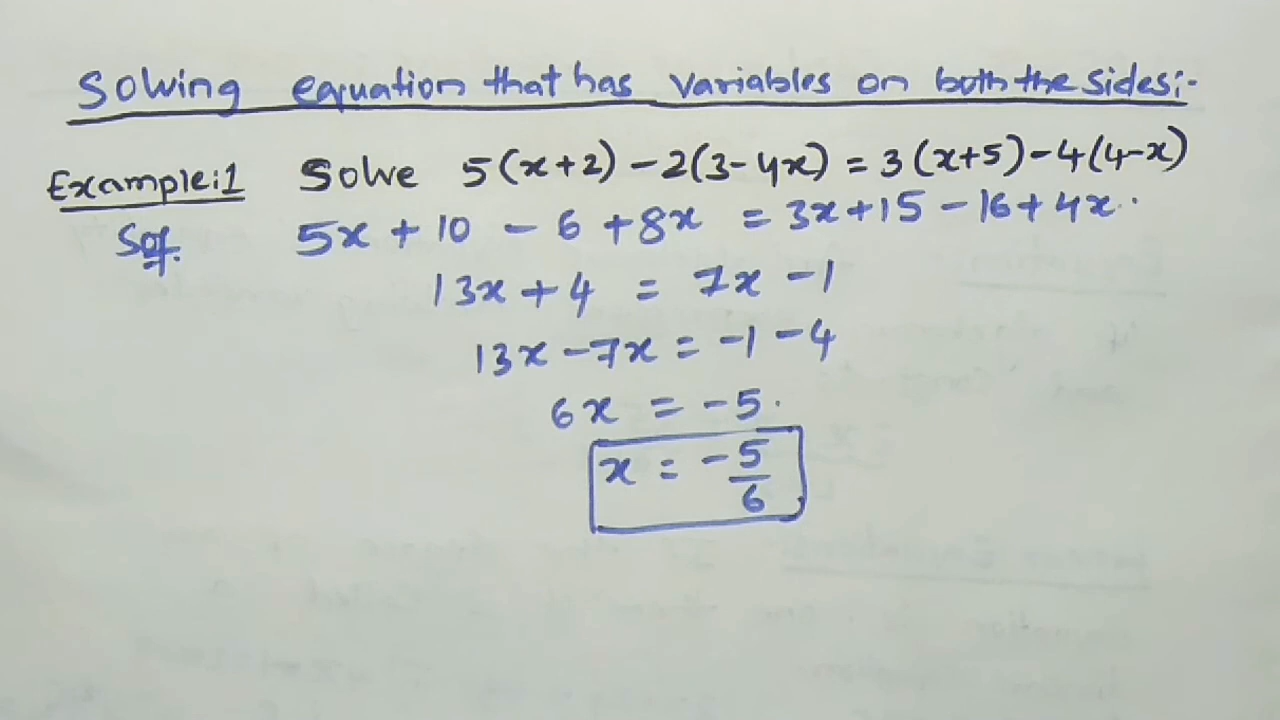 Solving equation that has variables on both the sides:-
Example:1 Solve 5(x+2) - 2(3-4x) = 3(x+5) - 4(4-x)
Sol. 5x + 10 - 6 + 8x = 3x + 15 - 16 + 4x.
13x + 4 = 7x - 1
13x - 7x = -1 - 4
6x = -5.
x = -5/6